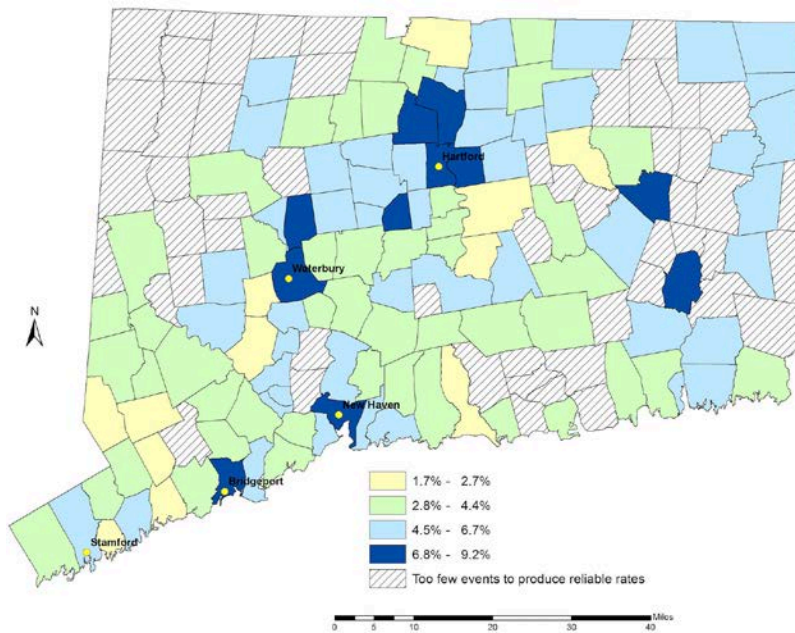 Hartford
Waterbury
N
New Haven
Bridgeport
Stamford
1.7% - 2.7%
2.8% - 4.4%
4.5% - 6.7%
6.8% - 9.2%
Too few events to produce reliable rates
Miles
0 5 10 20 30 40